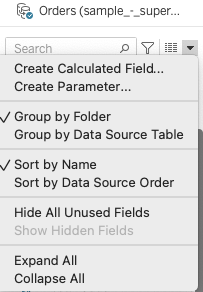 Orders (sample_-_super...
Search
Create Calculated Field...
Create Parameter...
Group by Folder
Group by Data Source Table
Sort by Name
Sort by Data Source Order
Hide All Unused Fields
Show Hidden Fields
Expand All
Collapse All